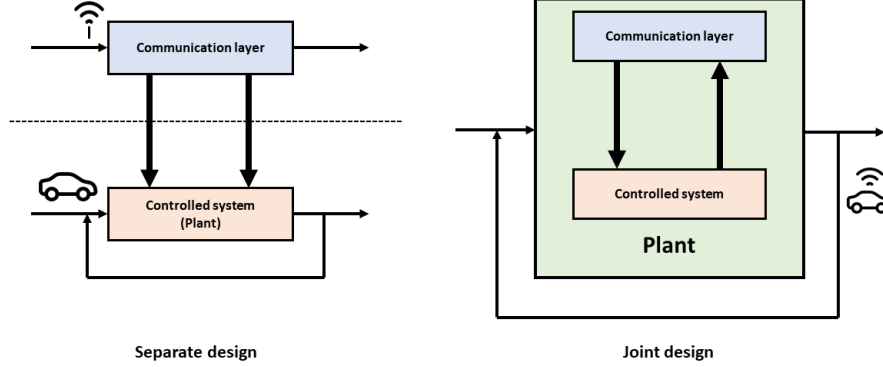 Communication layer
Controlled system
(Plant)
Separate design
Communication layer
Controlled system
Plant
Joint design